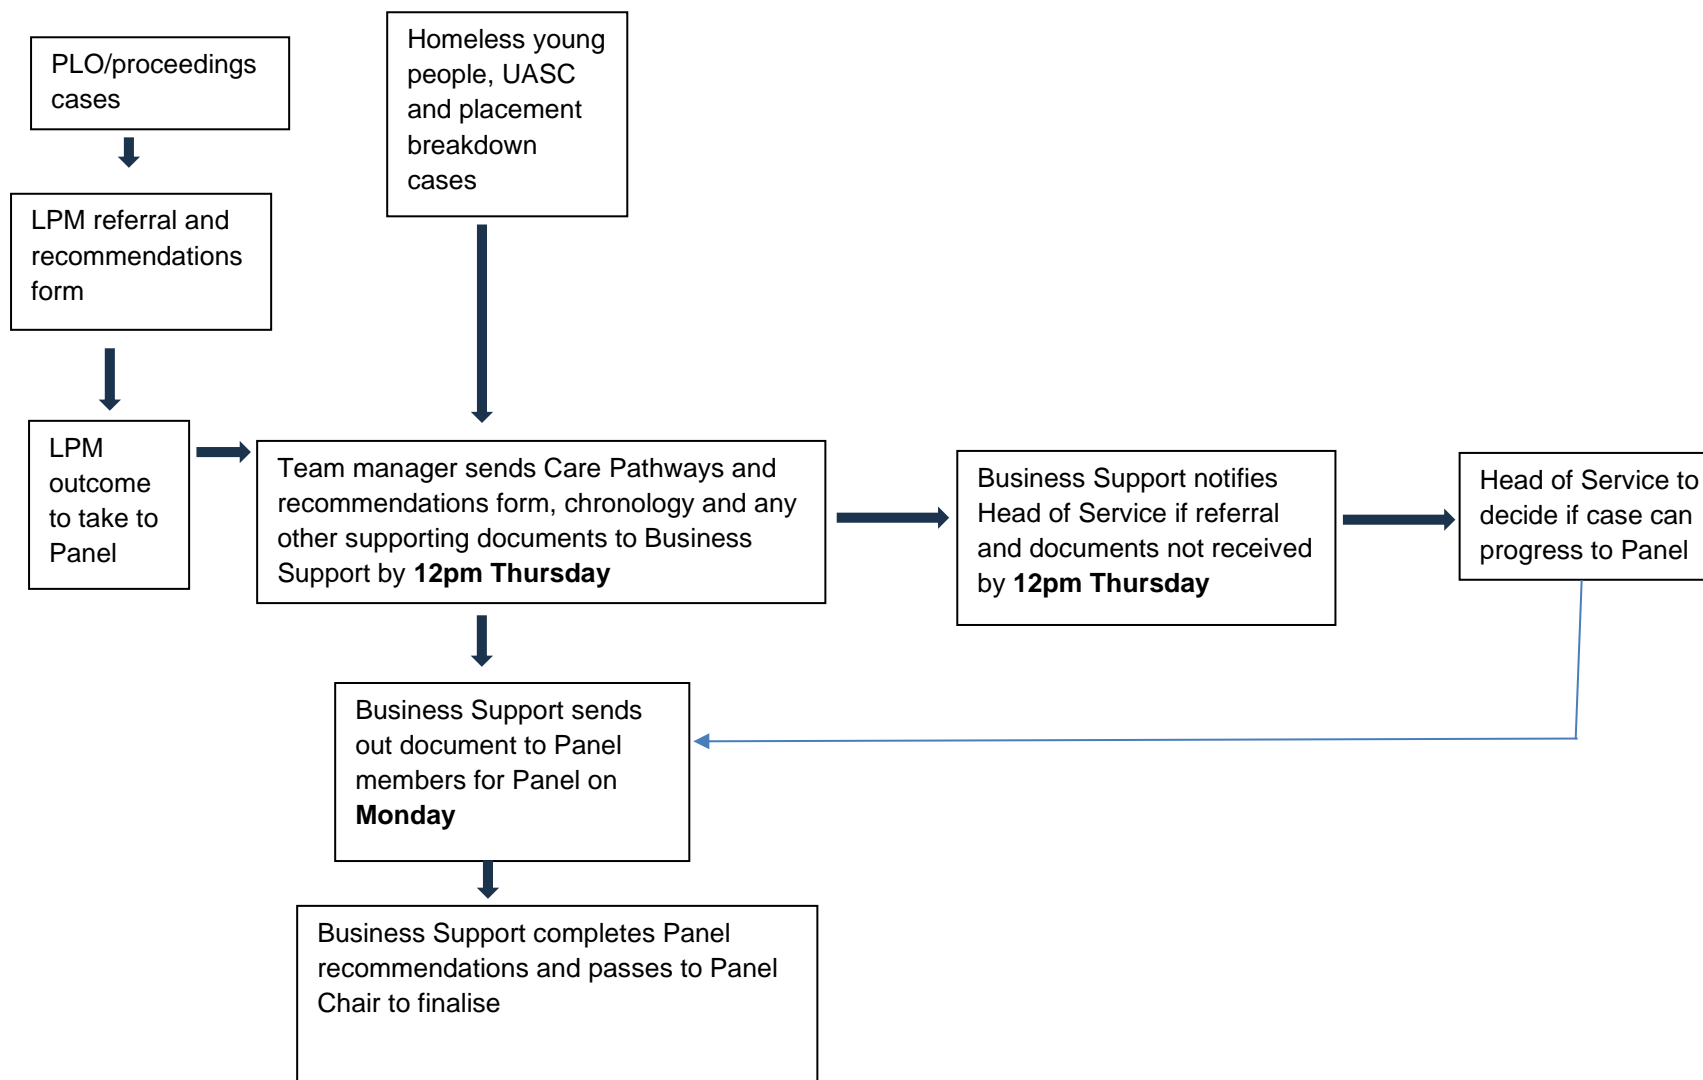 PLO/proceedings
cases
Homeless young
people, UASC
and placement
breakdown
cases
LPM referral and
recommendations
form
LPM
outcome
to take to
Panel
Team manager sends Care Pathways and
recommendations form, chronology and any
other supporting documents to Business
Support by 12pm Thursday
Business Support notifies
Head of Service if referral
and documents not received
by 12pm Thursday
Head of Service to
decide if case can
progress to Panel
Business Support sends
out document to Panel
members for Panel on
Monday
Business Support completes Panel
recommendations and passes to Panel
Chair to finalise